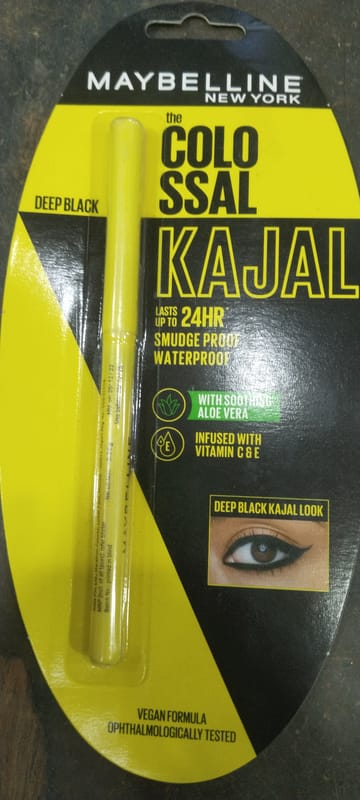 MAYBELLINE
NEW YORK
the
COLO
SSAL
DEEP BLACK
KAJAL
LASTS
UP TO 24HR*
SMUDGE PROOF
WATERPROOF
WITH SOOTHING
ALOE VERA
E
INFUSED WITH
VITAMIN C & E
DEEP BLACK KAJAL LOOK
MAYBELLINE
VEGAN FORMULA
OPHTHALMOLOGICALLY TESTED